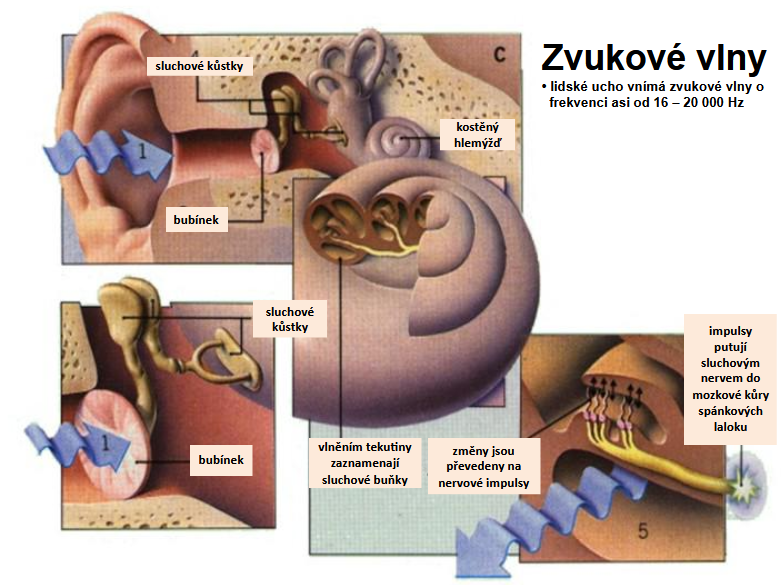 Zvukové vlny
• lidské ucho vnímá zvukové vlny o
frekvenci asi od 16 – 20 000 Hz
C
sluchové kůstky
kostěný
hlemýžď
1
bubínek
sluchové
kůstky
1
bubínek
vlněním tekutiny
zaznamenají
sluchové buňky
změny jsou
převedeny na
nervové impulsy
impulsy
putují
sluchovým
nervem do
mozkové kůry
spánkových
laloku
5